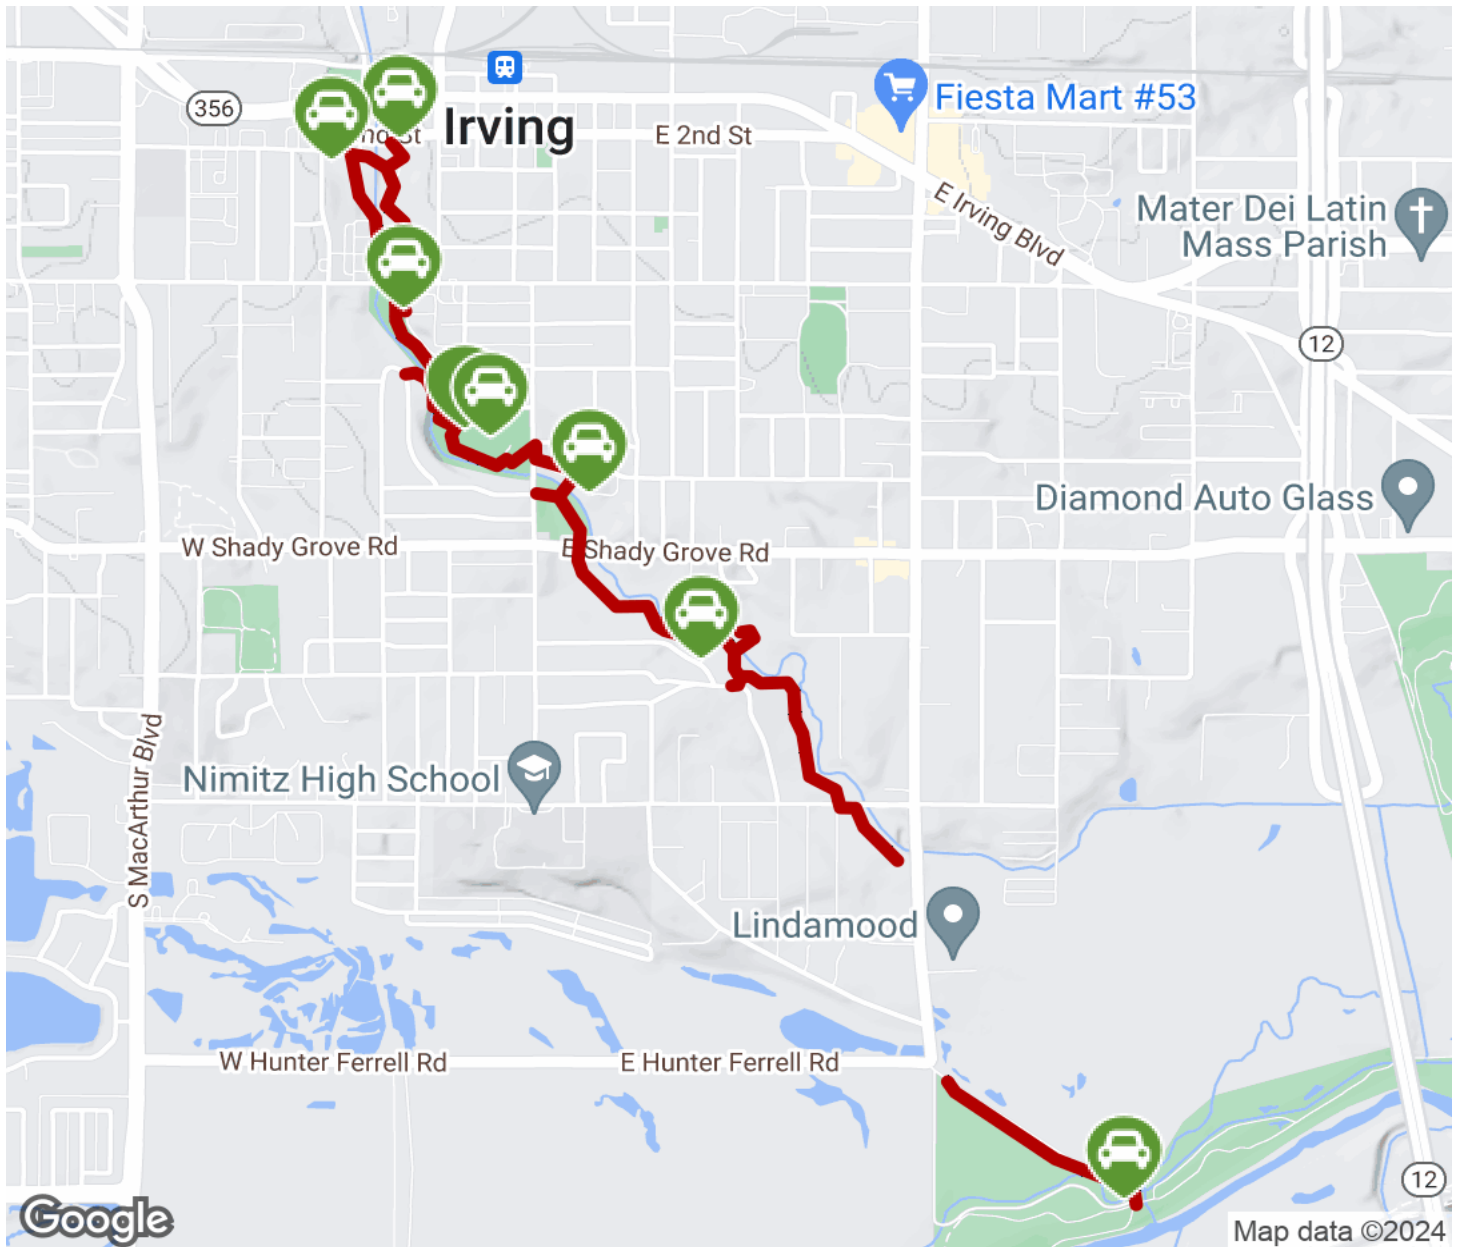 356
nd St
Irving
E 2nd St
Fiesta Mart #53
E Irving Blvd
Mater Dei Latin
Mass Parish
12
Diamond Auto Glass
W Shady Grove Rd
E Shady Grove Rd
S MacArthur Blvd
Nimitz High School
Lindamood
W Hunter Ferrell Rd
E Hunter Ferrell Rd
12
Google
Map data ©2024